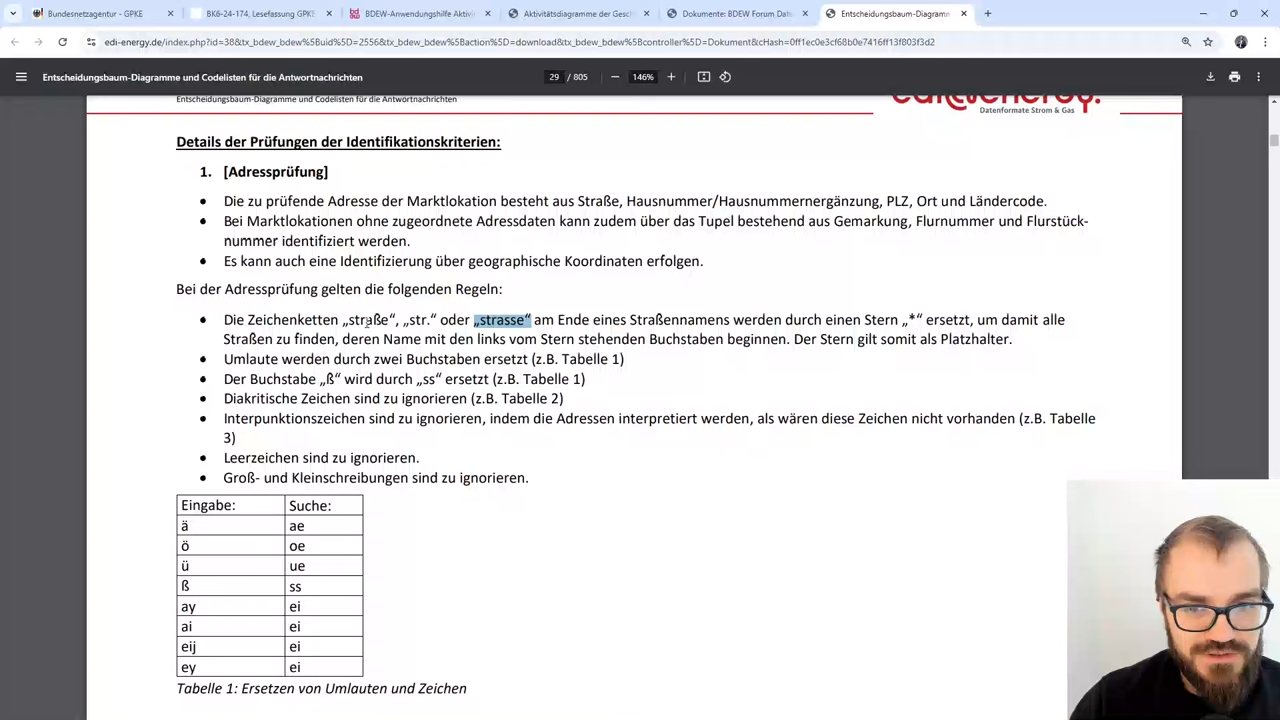 Bundesnetzagentur - GPKE
BK6-24-174, Lesefassung GPKE
BDEW-Anwendungshilfe Aktivi
Aktivitätsdiagramme der Gesch
Dokumente: BDEW Forum Date
Entscheidungsbaum-Diagramm
edi-energy.de/index.php?id=38&tx_bdew_bdew%5Buid%5D=2556&tx_bdew_bdew%5Baction%5D=download&tx_bdew_bdew%5Bcontroller%5D=Dokument&cHash=0ff1ec0e3cf68b0e7416ff13f803f3d2
Entscheidungsbaum-Diagramme und Codelisten für die Antwortnachrichten
29 / 805
146%
Entscheidungsbaum-Diagramme und Codelisten für die Antwortnachrichten
Datenformate Strom & Gas
Details der Prüfungen der Identifikationskriterien:
1. [Adressprüfung]
• Die zu prüfende Adresse der Marktlokation besteht aus Straße, Hausnummer/Hausnummernergänzung, PLZ, Ort und Ländercode.
• Bei Marktlokationen ohne zugeordnete Adressdaten kann zudem über das Tupel bestehend aus Gemarkung, Flurnummer und Flurstück-
nummer identifiziert werden.
• Es kann auch eine Identifizierung über geographische Koordinaten erfolgen.
Bei der Adressprüfung gelten die folgenden Regeln:
• Die Zeichenketten „straße“, „str.“ oder „strasse“ am Ende eines Straßennamens werden durch einen Stern „*“ ersetzt, um damit alle
Straßen zu finden, deren Name mit den links vom Stern stehenden Buchstaben beginnen. Der Stern gilt somit als Platzhalter.
• Umlaute werden durch zwei Buchstaben ersetzt (z.B. Tabelle 1)
• Der Buchstabe „ß“ wird durch „ss“ ersetzt (z.B. Tabelle 1)
• Diakritische Zeichen sind zu ignorieren (z.B. Tabelle 2)
• Interpunktionszeichen sind zu ignorieren, indem die Adressen interpretiert werden, als wären diese Zeichen nicht vorhanden (z.B. Tabelle
3)
• Leerzeichen sind zu ignorieren.
• Groß- und Kleinschreibungen sind zu ignorieren.
Eingabe: Suche:
ä ae
ö oe
ü ue
ß ss
ay ei
ai ei
eij ei
ey ei
Tabelle 1: Ersetzen von Umlauten und Zeichen